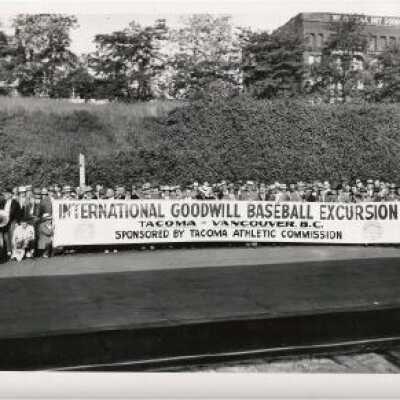 INTERNATIONAL GOODWILL BASEBALL EXCURSION
TACOMA - VANCOUVER. B.C.
SPONSORED BY TACOMA ATHLETIC COMMISSION